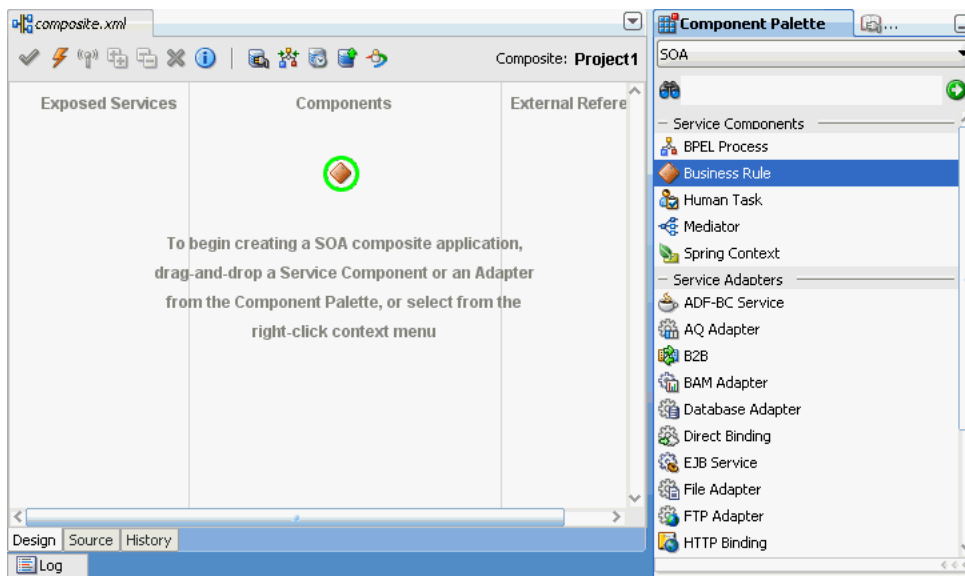 composite.xml
Composite: Project1
Exposed Services
Components
External Refere
To begin creating a SOA composite application,
drag-and-drop a Service Component or an Adapter
from the Component Palette, or select from the
right-click context menu
Design Source History
Log
Component Palette ...
SOA
Service Components
BPEL Process
Business Rule
Human Task
Mediator
Spring Context
Service Adapters
ADF-BC Service
AQ Adapter
B2B
BAM Adapter
Database Adapter
Direct Binding
EJB Service
File Adapter
FTP Adapter
HTTP Binding